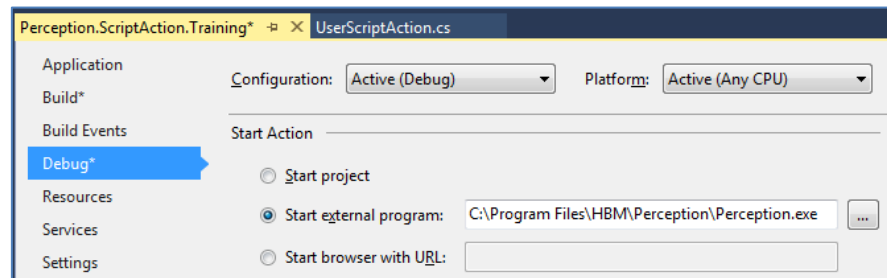 Perception.ScriptAction.Training* UserScriptAction.cs
Application
Configuration: Active (Debug) Platform: Active (Any CPU)
Build*
Build Events
Start Action
Debug*
Start project
Resources
Start external program: C:\Program Files\HBM\Perception\Perception.exe ...
Services
Start browser with URL:
Settings